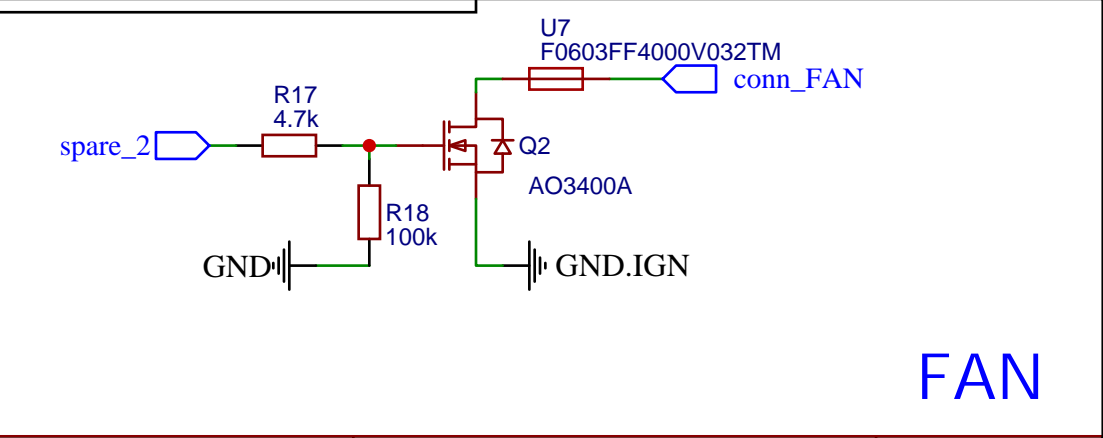 U7
F0603FF4000V032TM
conn_FAN
R17
4.7k
spare_2
Q2
AO3400A
R18
100k
GND
GND.IGN
FAN